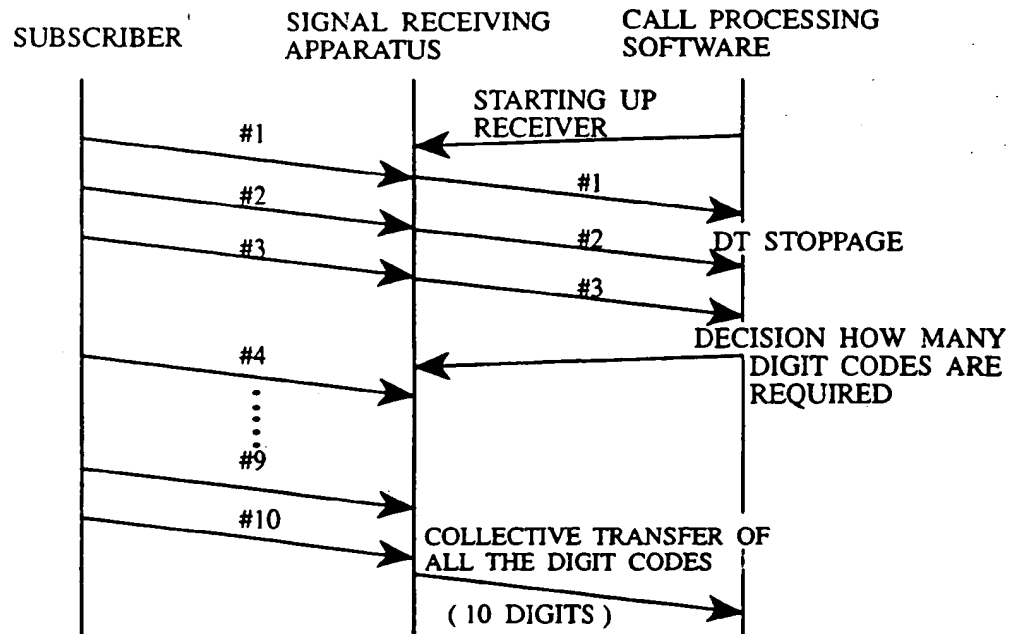 SUBSCRIBER
SIGNAL RECEIVING
APPARATUS
CALL PROCESSING
SOFTWARE
STARTING UP
RECEIVER
#1
#1
#2
#2
DT STOPPAGE
#3
#3
DECISION HOW MANY
DIGIT CODES ARE
REQUIRED
#4
#9
#10
COLLECTIVE TRANSFER OF
ALL THE DIGIT CODES
( 10 DIGITS )